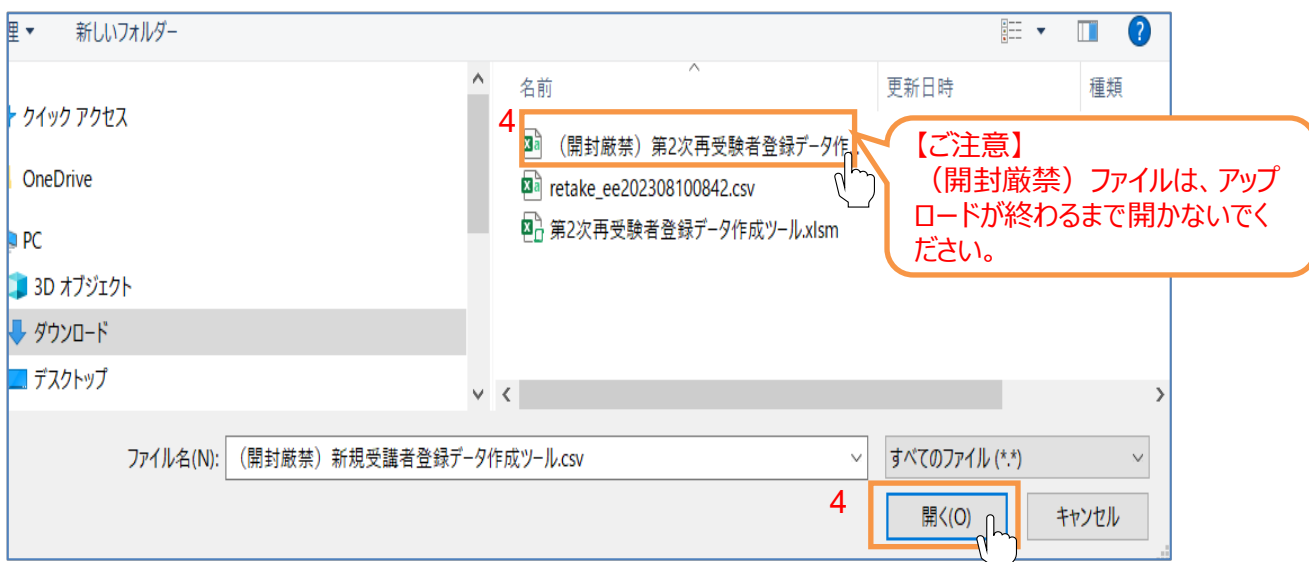 理 新しいフォルダー
名前 更新日時 種類
クイック アクセス
OneDrive
PC
3D オブジェクト
ダウンロード
デスクトップ
4
（開封厳禁）第2次再受験者登録データ作...
retake_ee202308100842.csv
第2次再受験者登録データ作成ツール.xlsm
【ご注意】
（開封厳禁）ファイルは、アップ
ロードが終わるまで開かないでく
ださい。
ファイル名(N): （開封厳禁）新規受講者登録データ作成ツール.csv すべてのファイル (*.*)
4
開く(O) キャンセル